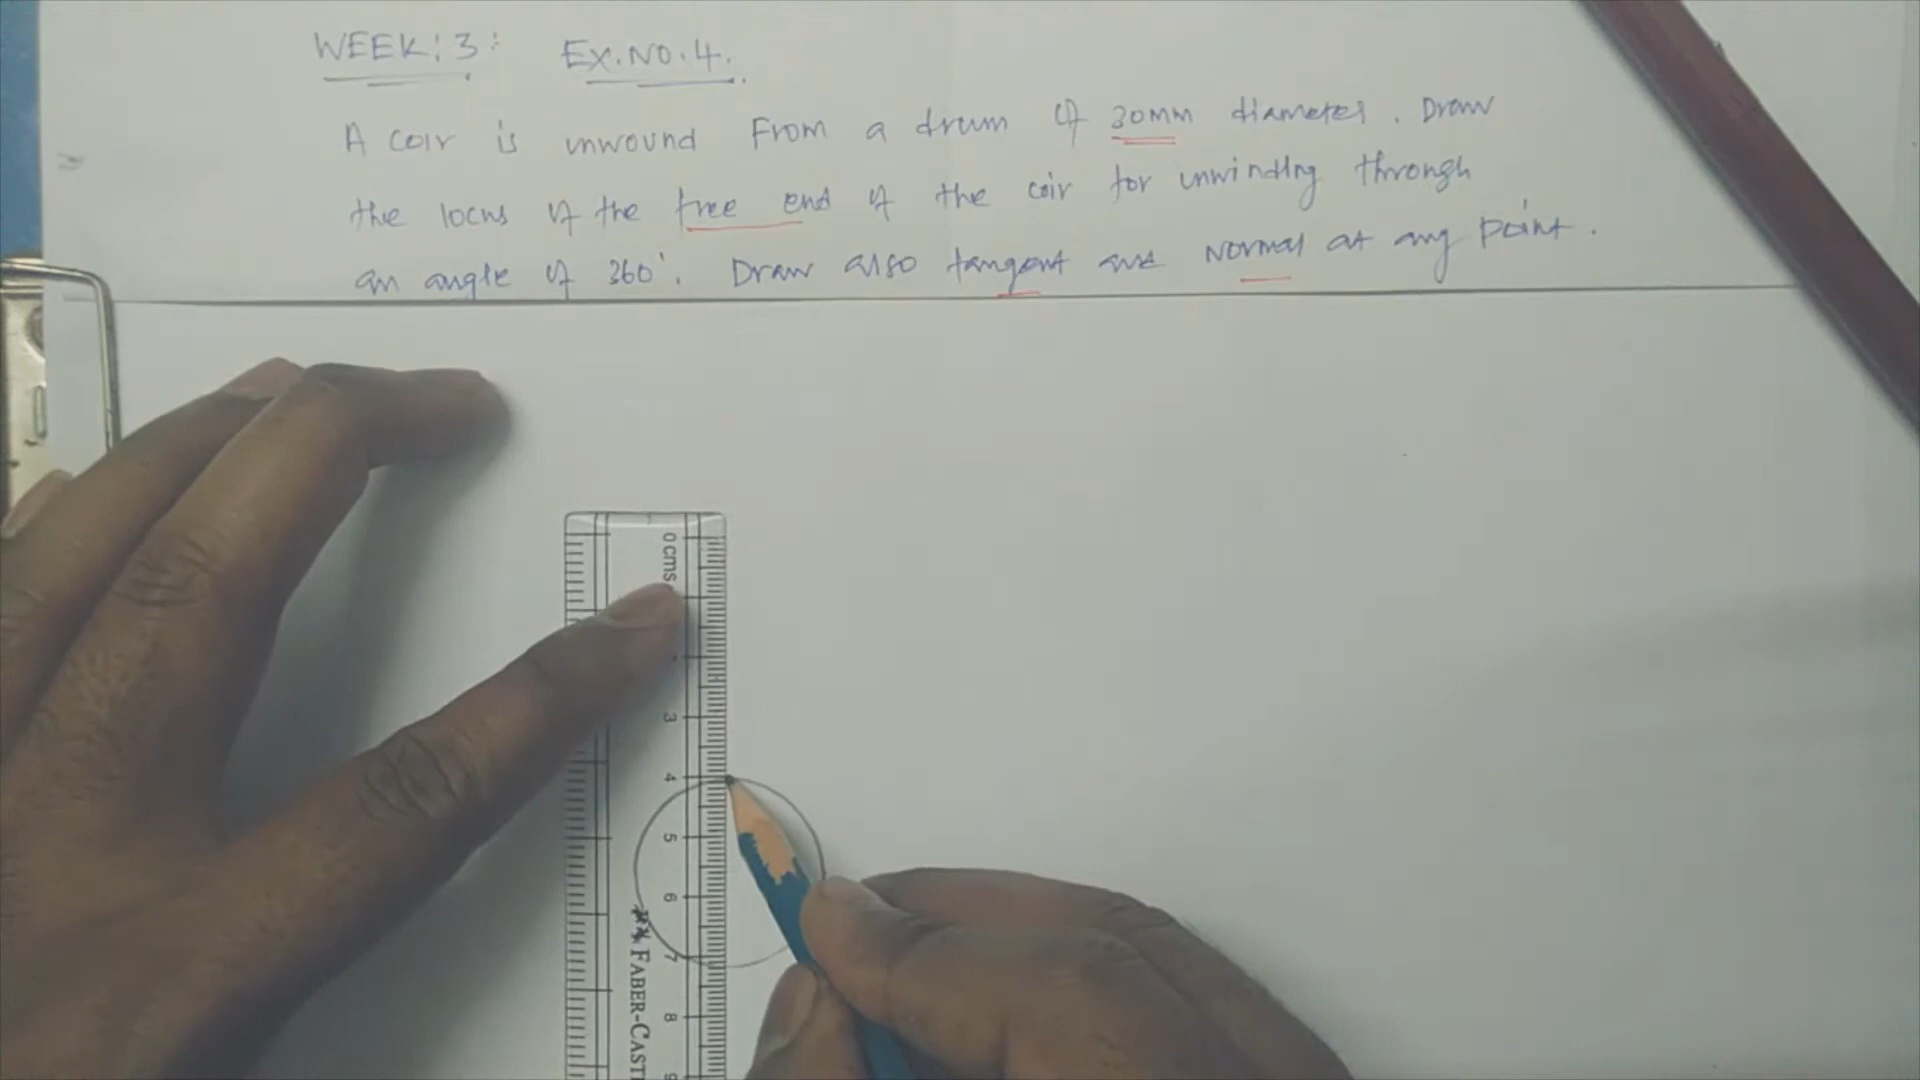 WEEK: 3: Ex.No.4.
A coir is unwound From a drum of 30mm diameter. Draw
the locus of the free end of the coir for unwinding through
an angle of 360°. Draw also tangent and Normal at any point.
0 cms
3
4
5
6
7
8
9
FABER-CAST